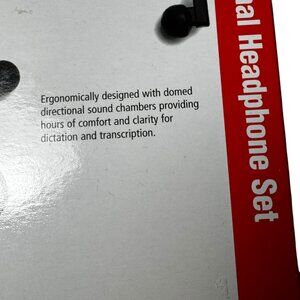 Ergonomically designed with domed
directional sound chambers providing
hours of comfort and clarity for
dictation and transcription.
Headphone Set